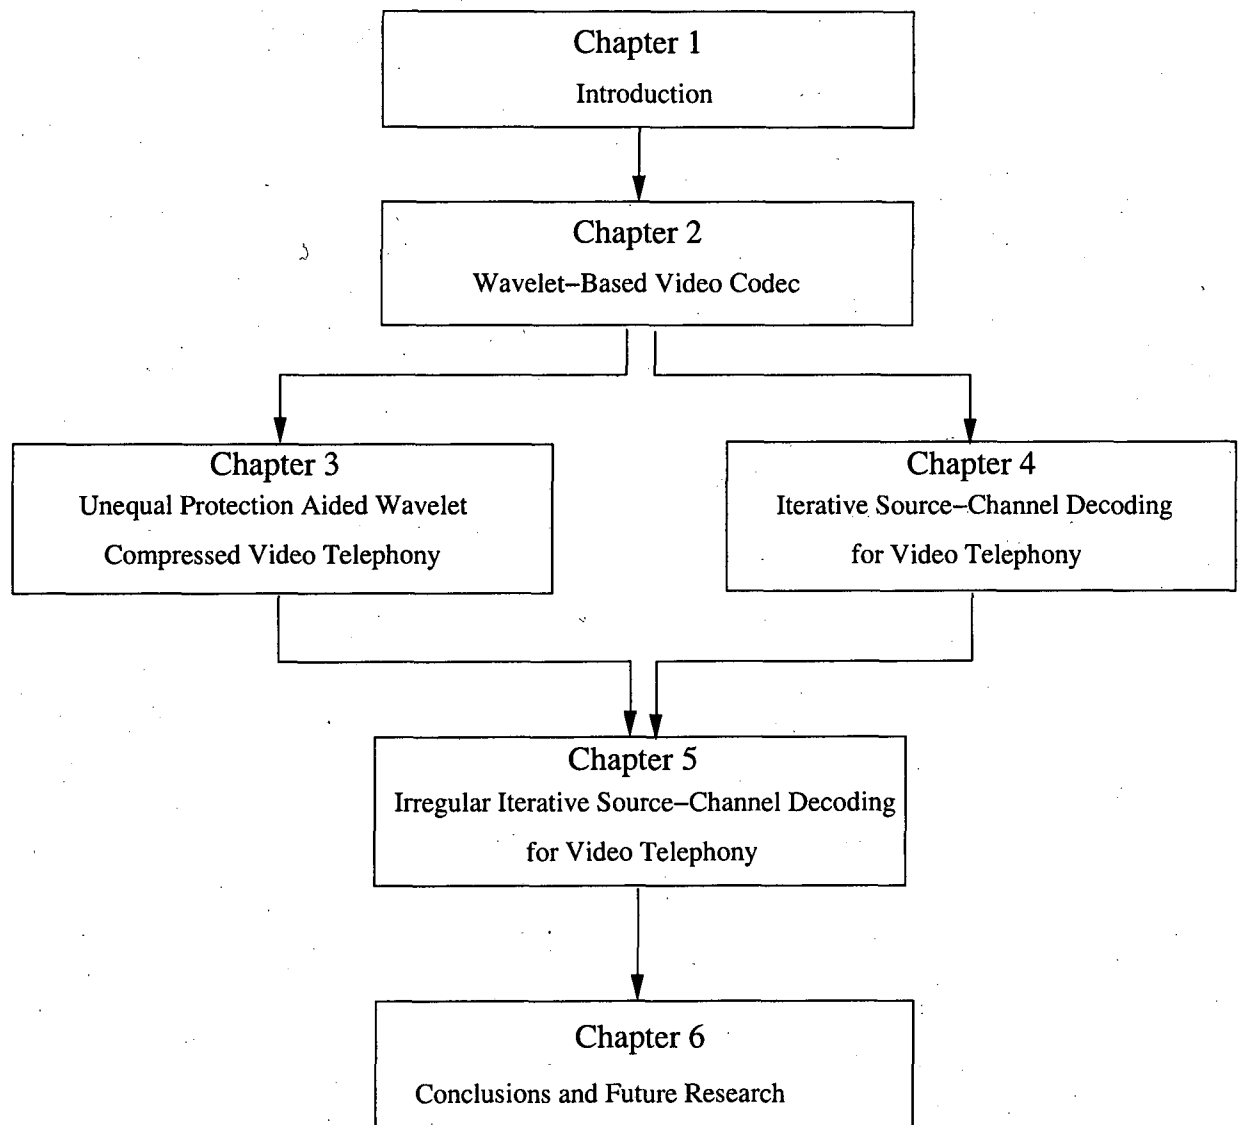 Chapter 1
Introduction
Chapter 2
Wavelet–Based Video Codec
Chapter 3
Unequal Protection Aided Wavelet
Compressed Video Telephony
Chapter 4
Iterative Source–Channel Decoding
for Video Telephony
Chapter 5
Irregular Iterative Source–Channel Decoding
for Video Telephony
Chapter 6
Conclusions and Future Research